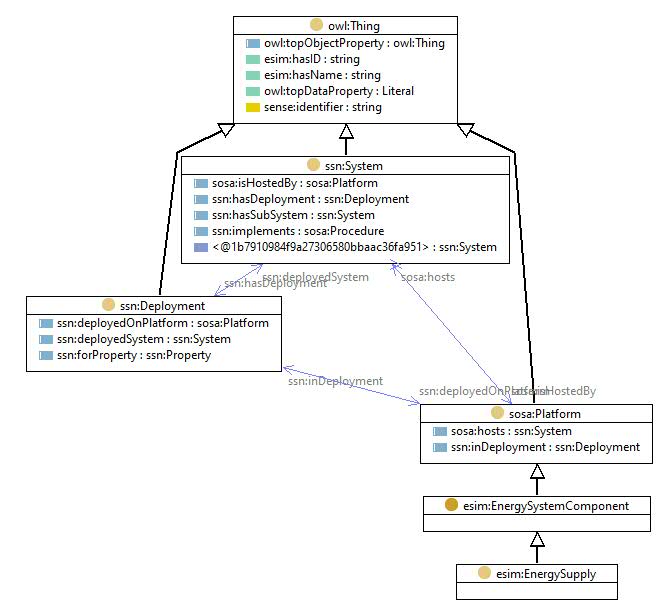 owl:Thing
owl:topObjectProperty : owl:Thing
esim:hasID : string
esim:hasName : string
owl:topDataProperty : Literal
sense:identifier : string
ssn:System
sosa:isHostedBy : sosa:Platform
ssn:hasDeployment : ssn:Deployment
ssn:hasSubSystem : ssn:System
ssn:implements : sosa:Procedure
<@1b7910984f9a27306580bbaac36fa951> : ssn:System
ssn:deployedSystem
sosa:hosts
ssn:hasDeployment
ssn:Deployment
ssn:deployedOnPlatform : sosa:Platform
ssn:deployedSystem : ssn:System
ssn:forProperty : ssn:Property
ssn:inDeployment
ssn:deployedOnPlatform
sosa:isHostedBy
sosa:Platform
sosa:hosts : ssn:System
ssn:inDeployment : ssn:Deployment
esim:EnergySystemComponent
esim:EnergySupply